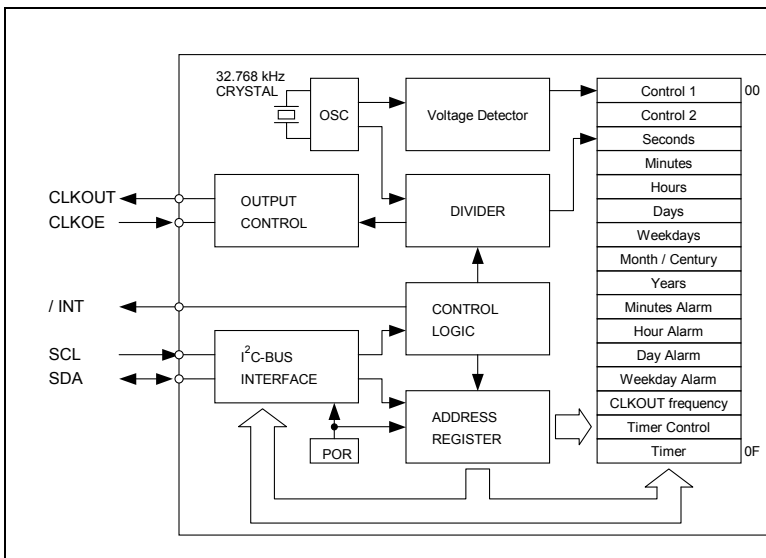 32.768 kHz
CRYSTAL
OSC
Voltage Detector
CLKOUT
CLKOE
OUTPUT
CONTROL
DIVIDER
/ INT
CONTROL
LOGIC
SCL
SDA
I²C-BUS
INTERFACE
ADDRESS
REGISTER
POR
Control 1 00
Control 2
Seconds
Minutes
Hours
Days
Weekdays
Month / Century
Years
Minutes Alarm
Hour Alarm
Day Alarm
Weekday Alarm
CLKOUT frequency
Timer Control
Timer 0F